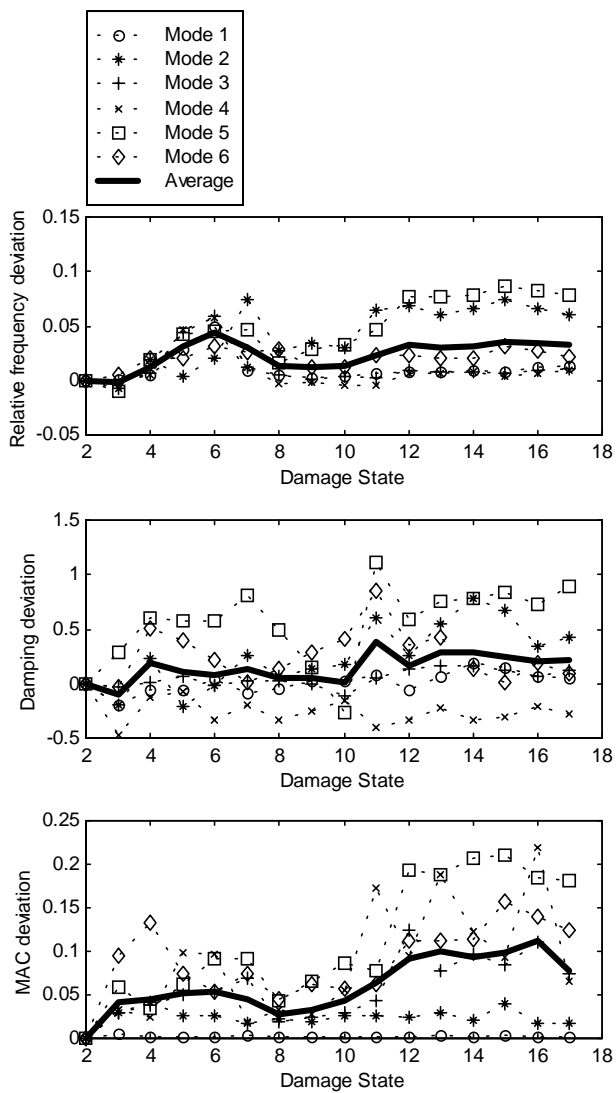 Mode 1
Mode 2
Mode 3
Mode 4
Mode 5
Mode 6
Average
0.15
0.1
0.05
0
-0.05
Relative frequency deviation
2 4 6 8 10 12 14 16 18
Damage State
1.5
1
0.5
0
-0.5
Damping deviation
2 4 6 8 10 12 14 16 18
Damage State
0.25
0.2
0.15
0.1
0.05
0
MAC deviation
2 4 6 8 10 12 14 16 18
Damage State